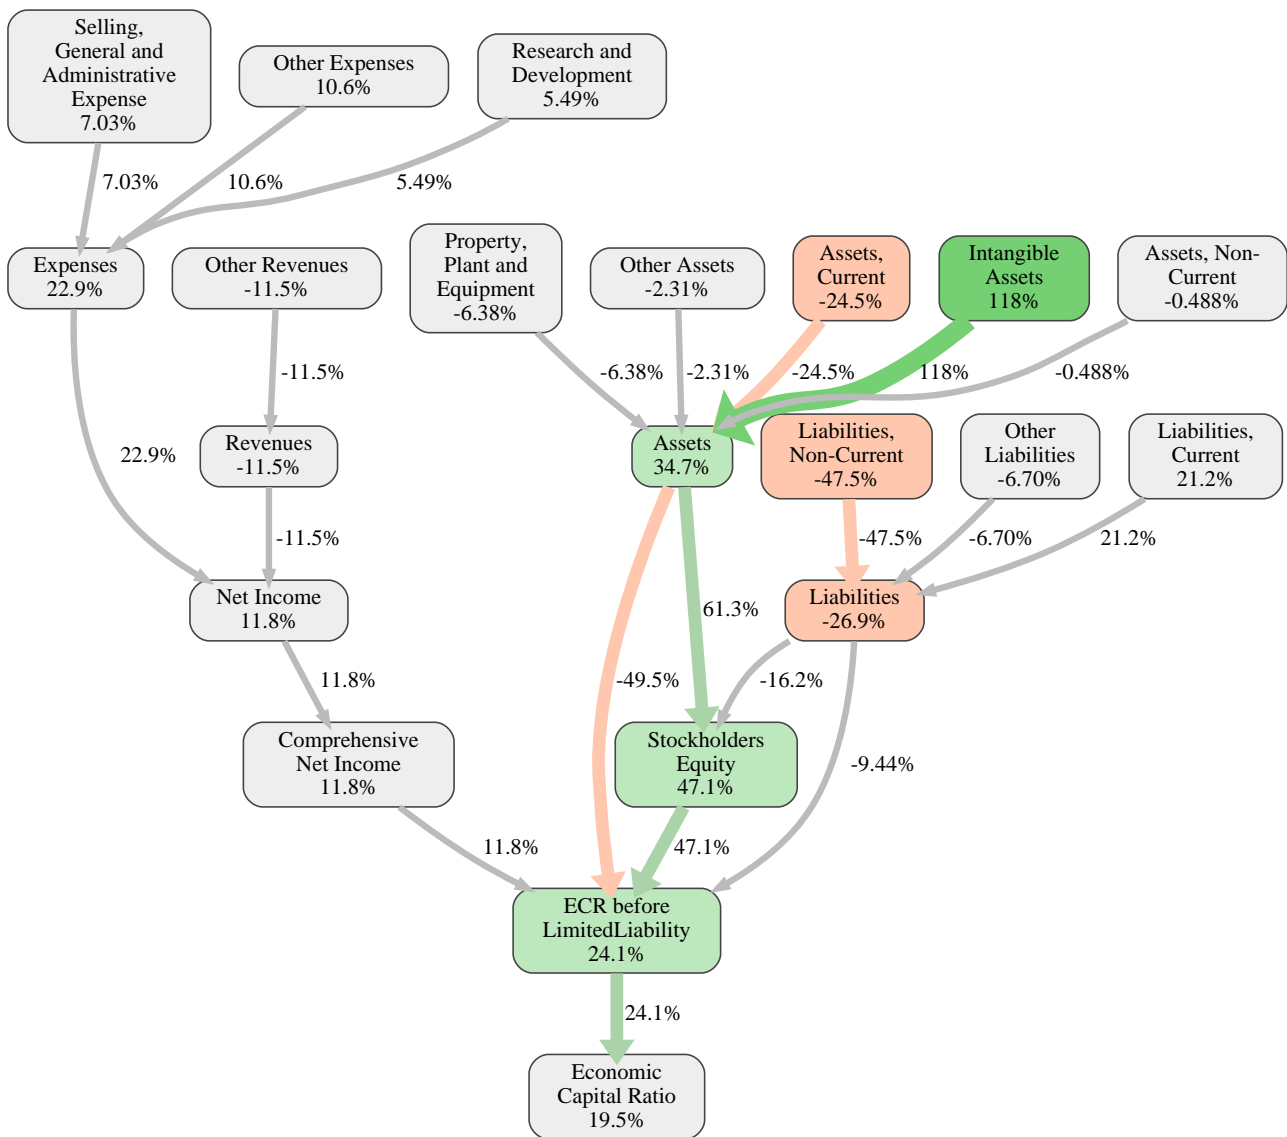 Selling,
General and
Administrative
Expense
7.03%
Other Expenses
10.6%
Research and
Development
5.49%
7.03%
10.6%
5.49%
Expenses
22.9%
Other Revenues
-11.5%
Property,
Plant and
Equipment
-6.38%
Other Assets
-2.31%
Assets,
Current
-24.5%
Intangible
Assets
118%
Assets, Non-
Current
-0.488%
-11.5%
-6.38%
-2.31%
-24.5%
118%
-0.488%
22.9%
Revenues
-11.5%
Assets
34.7%
Liabilities,
Non-Current
-47.5%
Other
Liabilities
-6.70%
Liabilities,
Current
21.2%
-11.5%
-47.5%
-6.70%
21.2%
Net Income
11.8%
61.3%
Liabilities
-26.9%
11.8%
-49.5%
-16.2%
Comprehensive
Net Income
11.8%
Stockholders
Equity
47.1%
-9.44%
11.8%
47.1%
ECR before
LimitedLiability
24.1%
24.1%
Economic
Capital Ratio
19.5%